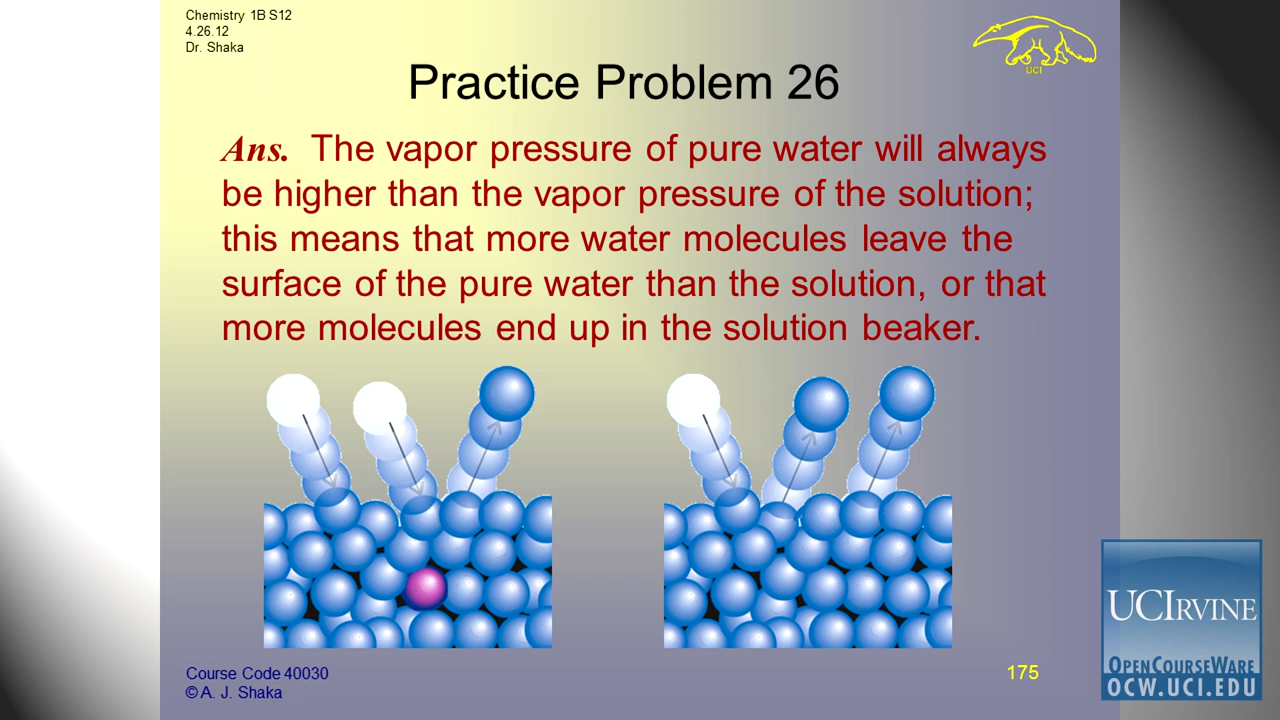 Chemistry 1B S12
4.26.12
Dr. Shaka
UCI
Practice Problem 26
Ans. The vapor pressure of pure water will always
be higher than the vapor pressure of the solution;
this means that more water molecules leave the
surface of the pure water than the solution, or that
more molecules end up in the solution beaker.
Course Code 40030
© A. J. Shaka
175
UCIRVINE
OPENCOURSEWARE
OCW.UCI.EDU